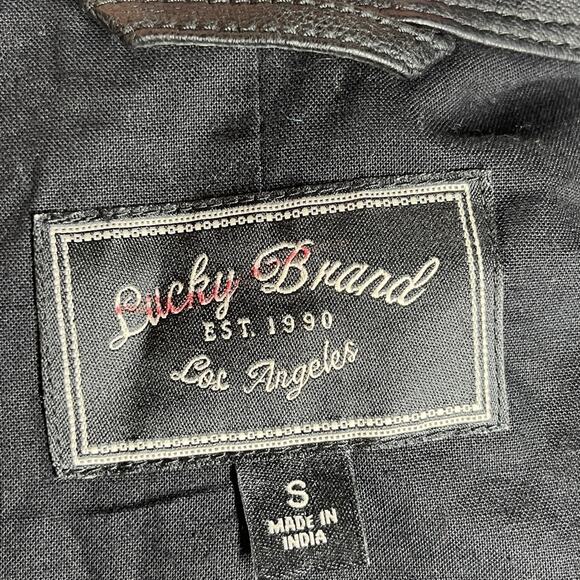 Lucky Brand
EST. 1990
Los Angeles
S
MADE IN
INDIA